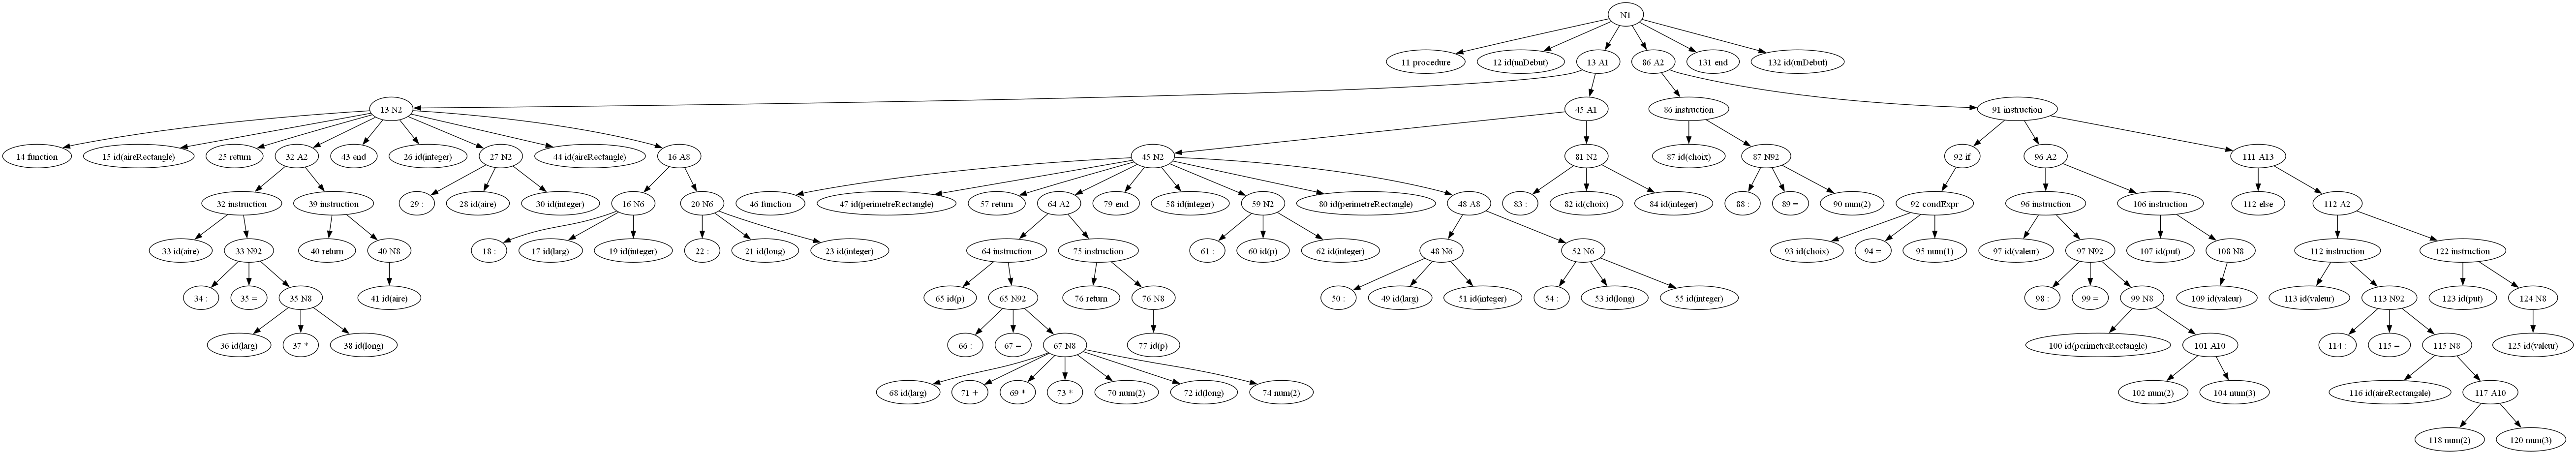 N1
11 procedure 12 id(unDebut) 13 A1 86 A2 131 end 132 id(unDebut)
13 N2 45 A1 86 instruction 91 instruction
14 function 15 id(aireRectangle) 25 return 32 A2 43 end 26 id(integer) 27 N2 44 id(aireRectangle) 16 A8 45 N2 81 N2 87 id(choix) 87 N92 92 if 96 A2 111 A13
32 instruction 39 instruction 29 : 28 id(aire) 30 id(integer) 16 N6 20 N6 46 function 47 id(perimetreRectangle) 57 return 64 A2 79 end 58 id(integer) 59 N2 80 id(perimetreRectangle) 48 A8 83 : 82 id(choix) 84 id(integer) 88 : 89 = 90 num(2) 92 condExpr 96 instruction 106 instruction 112 else 112 A2
33 id(aire) 33 N92 40 return 40 N8 18 : 17 id(larg) 19 id(integer) 22 : 21 id(long) 23 id(integer) 64 instruction 75 instruction 61 : 60 id(p) 62 id(integer) 48 N6 52 N6 93 id(choix) 94 = 95 num(1) 97 id(valeur) 97 N92 107 id(put) 108 N8 112 instruction 122 instruction
34 : 35 = 35 N8 41 id(aire) 65 id(p) 65 N92 76 return 76 N8 50 : 49 id(larg) 51 id(integer) 54 : 53 id(long) 55 id(integer) 98 : 99 = 99 N8 109 id(valeur) 113 id(valeur) 113 N92 123 id(put) 124 N8
36 id(larg) 37 * 38 id(long) 66 : 67 = 67 N8 77 id(p) 100 id(perimetreRectangle) 101 A10 114 : 115 = 115 N8 125 id(valeur)
68 id(larg) 71 + 69 * 73 * 70 num(2) 72 id(long) 74 num(2) 102 num(2) 104 num(3) 116 id(aireRectangale) 117 A10
118 num(2) 120 num(3)